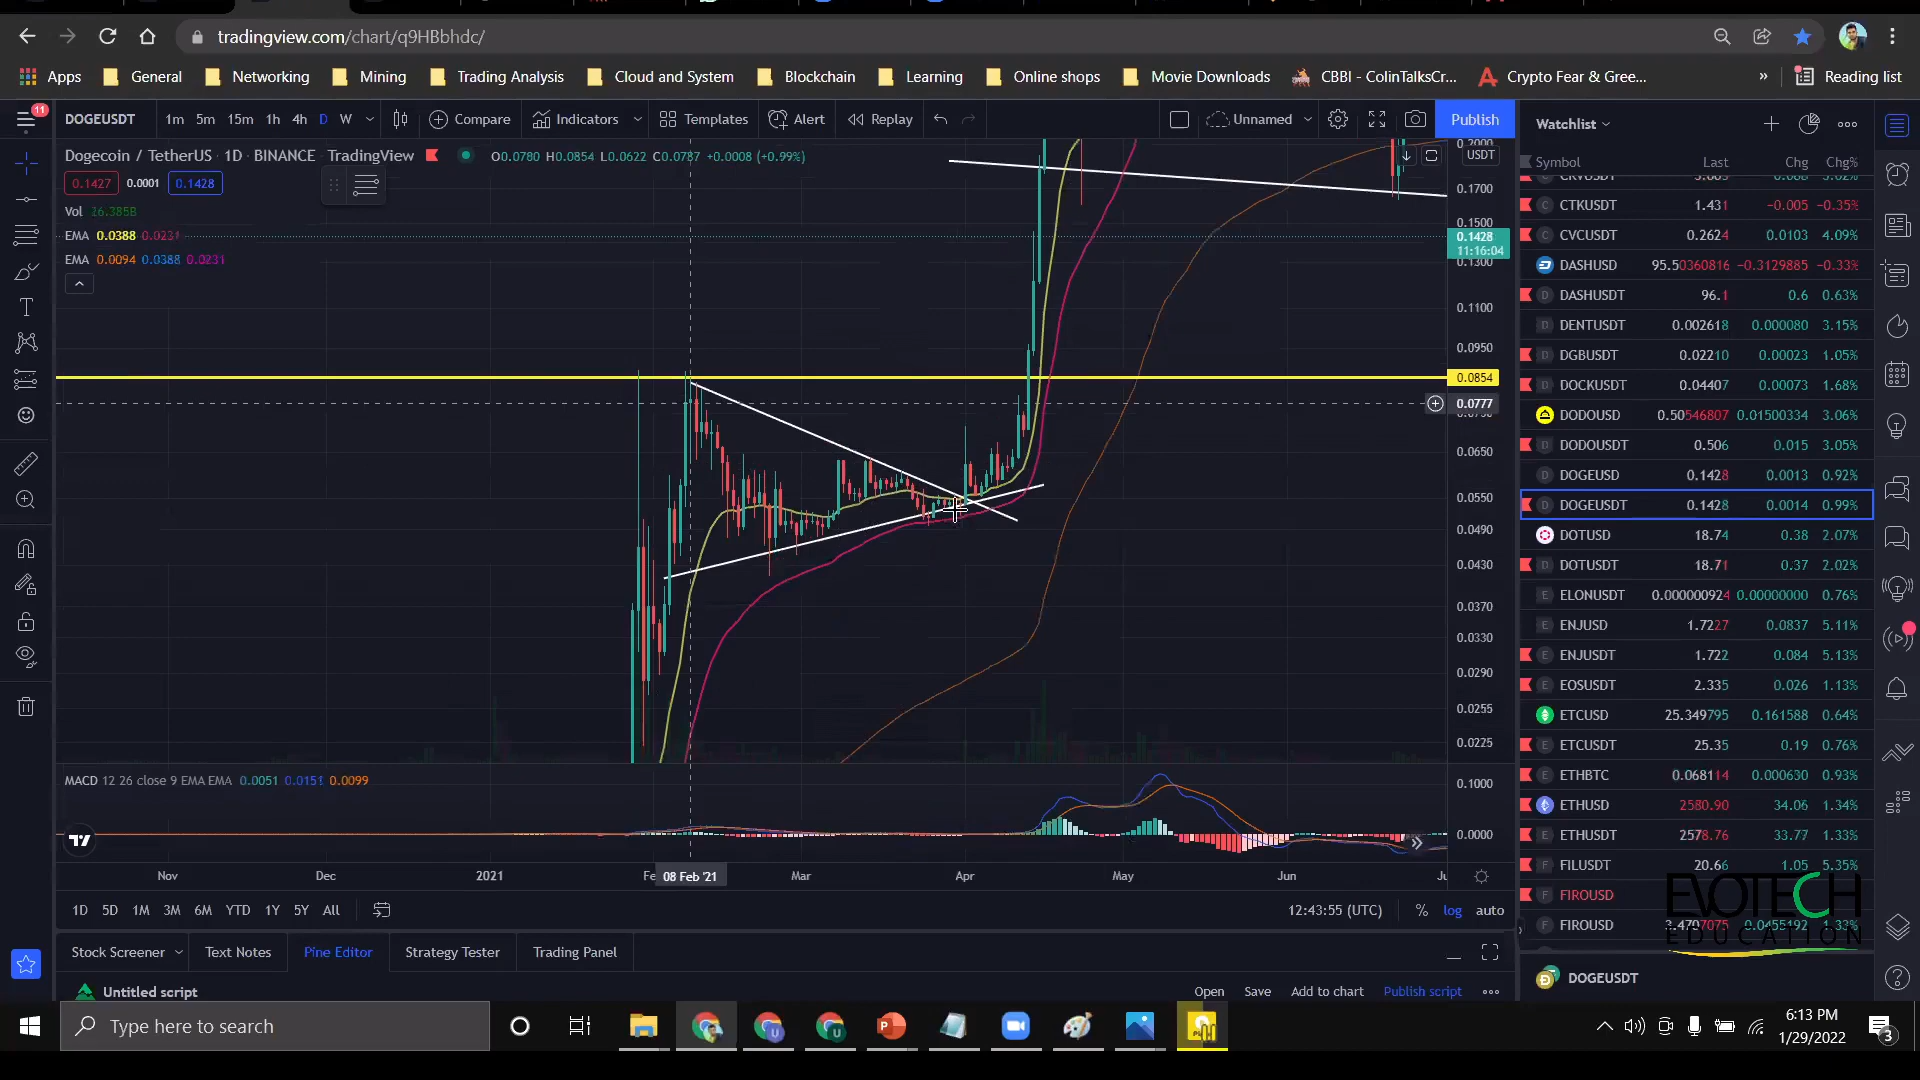 tradingview.com/chart/q9HBbhdc/
Apps General Networking Mining Trading Analysis Cloud and System Blockchain Learning Online shops Movie Downloads CBBI - ColinTalksCr... Crypto Fear & Gree... » Reading list
11 DOGEUSDT 1m 5m 15m 1h 4h D W Compare Indicators Templates Alert Replay Unnamed Publish
Watchlist
Dogecoin / TetherUS · 1D · BINANCE · TradingView O0.0780 H0.0854 L0.0622 C0.0787 +0.0008 (+0.99%)
0.1427 0.0001 0.1428
Vol 26.385B
EMA 0.0388 0.0231
EMA 0.0094 0.0388 0.0231
USDT
0.1700
0.1500
0.1428
11:16:04
0.1300
0.1100
0.0950
0.0854
0.0777
0.0650
0.0550
0.0490
0.0430
0.0370
0.0330
0.0290
0.0255
0.0225
MACD 12 26 close 9 EMA EMA 0.0051 0.0151 0.0099
0.1000
0.0000
Nov Dec 2021 08 Feb '21 Mar Apr May Jun
1D 5D 1M 3M 6M YTD 1Y 5Y All 12:43:55 (UTC) % log auto
Stock Screener Text Notes Pine Editor Strategy Tester Trading Panel
Untitled script Open Save Add to chart Publish script
Symbol Last Chg Chg%
CTKUSDT 1.431 -0.005 -0.35%
CVCUSDT 0.2624 0.0103 4.09%
DASHUSD 95.50360816 -0.3129885 -0.33%
DASHUSDT 96.1 0.6 0.63%
DENTUSDT 0.002618 0.000080 3.15%
DGBUSDT 0.02210 0.00023 1.05%
DOCKUSDT 0.04407 0.00073 1.68%
DODOUSD 0.50546807 0.01500334 3.06%
DODOUSDT 0.506 0.015 3.05%
DOGEUSD 0.1428 0.0013 0.92%
DOGEUSDT 0.1428 0.0014 0.99%
DOTUSD 18.74 0.38 2.07%
DOTUSDT 18.71 0.37 2.02%
ELONUSDT 0.000000924 0.00000000 0.76%
ENJUSD 1.7227 0.0837 5.11%
ENJUSDT 1.722 0.084 5.13%
EOSUSDT 2.335 0.026 1.13%
ETCUSD 25.349795 0.161588 0.64%
ETCUSDT 25.35 0.19 0.76%
ETHBTC 0.068114 0.000630 0.93%
ETHUSD 2580.90 34.06 1.34%
ETHUSDT 2578.76 33.77 1.33%
FILUSDT 20.66 1.05 5.35%
FIROUSD
FIROUSD 3.4707075 0.0455192 1.33%
EVOTECH
EDUCATION
DOGEUSDT
Type here to search
6:13 PM
1/29/2022
3